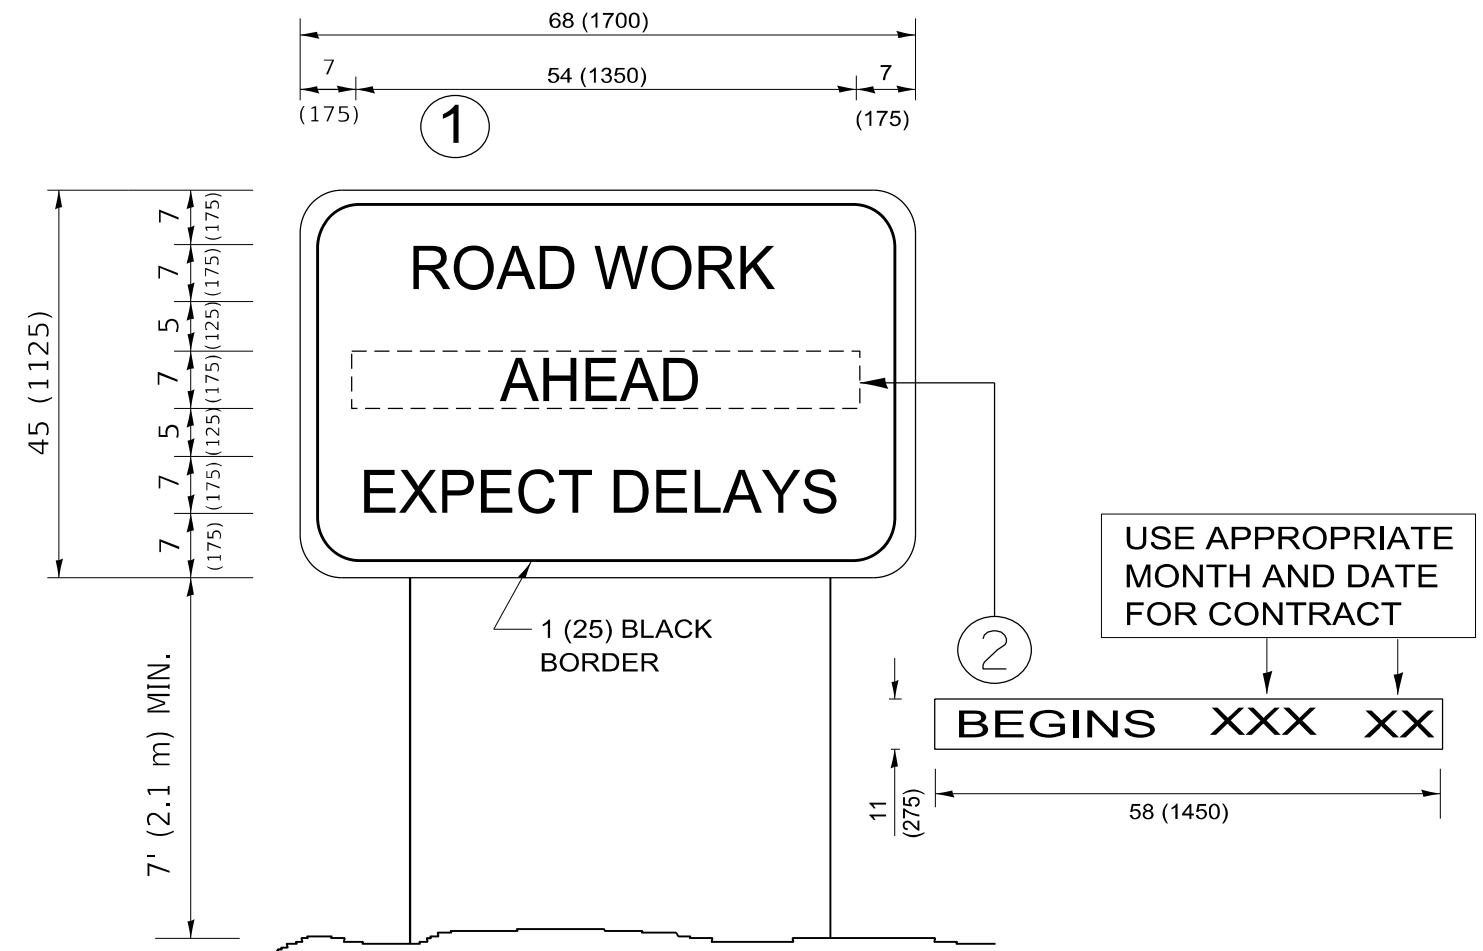 68 (1700)
7
54 (1350)
7
(175)
(175)
1
45 (1125)
7
(175)
7
(175)
5
(125)
7
(175)
5
(125)
7
(175)
7
(175)
ROAD WORK
AHEAD
EXPECT DELAYS
1 (25) BLACK
BORDER
7' (2.1 m) MIN.
USE APPROPRIATE
MONTH AND DATE
FOR CONTRACT
2
BEGINS XXX XX
11
(275)
58 (1450)